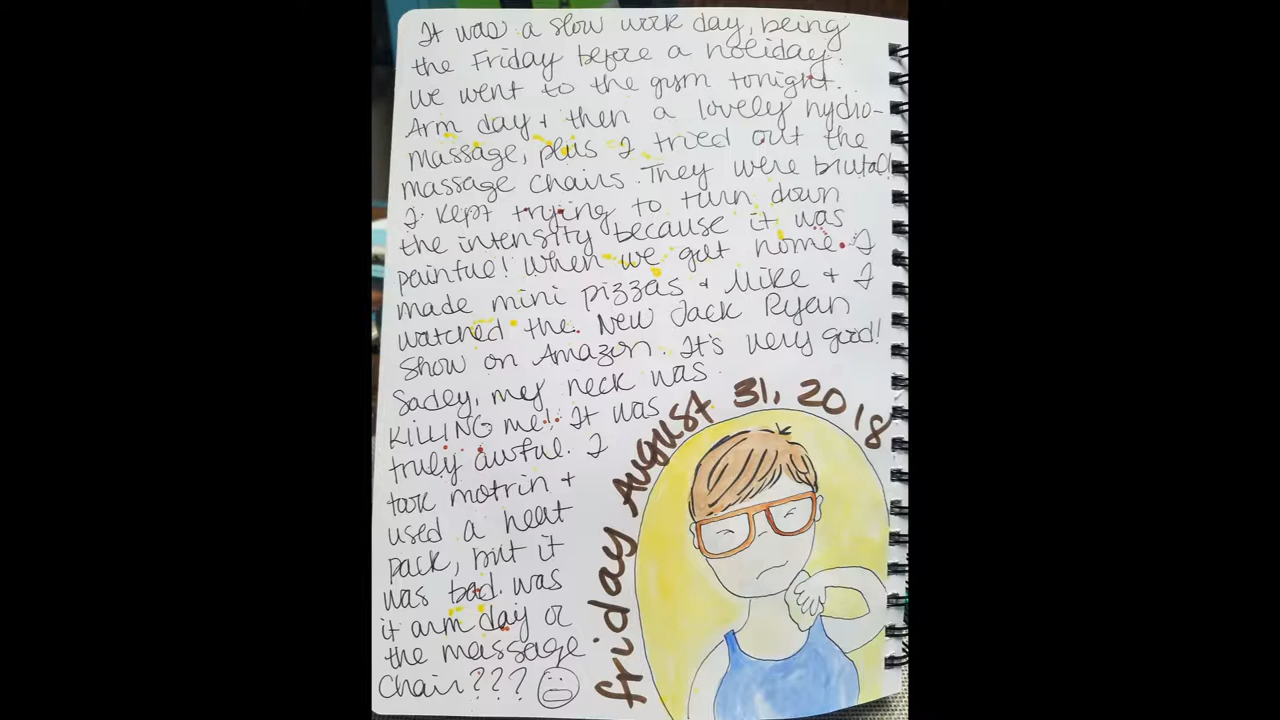 It was a slow work day, being
the Friday before a holiday.
We went to the gym tonight.
Arm day + then a lovely hydro-
massage, plus I tried out the
massage chairs. They were brutal!
I kept trying to turn down
the intensity because it was
painful! When we got home I
made mini pizzas + Mike + I
watched the New Jack Ryan
show on Amazon. It's very good!
Sadly, my neck was
KILLING me! It was
truly awful. I
took motrin +
used a heat
pack, but it
was bad. Was
it arm day or
the massage
chair???
friday AuguST 31, 2018